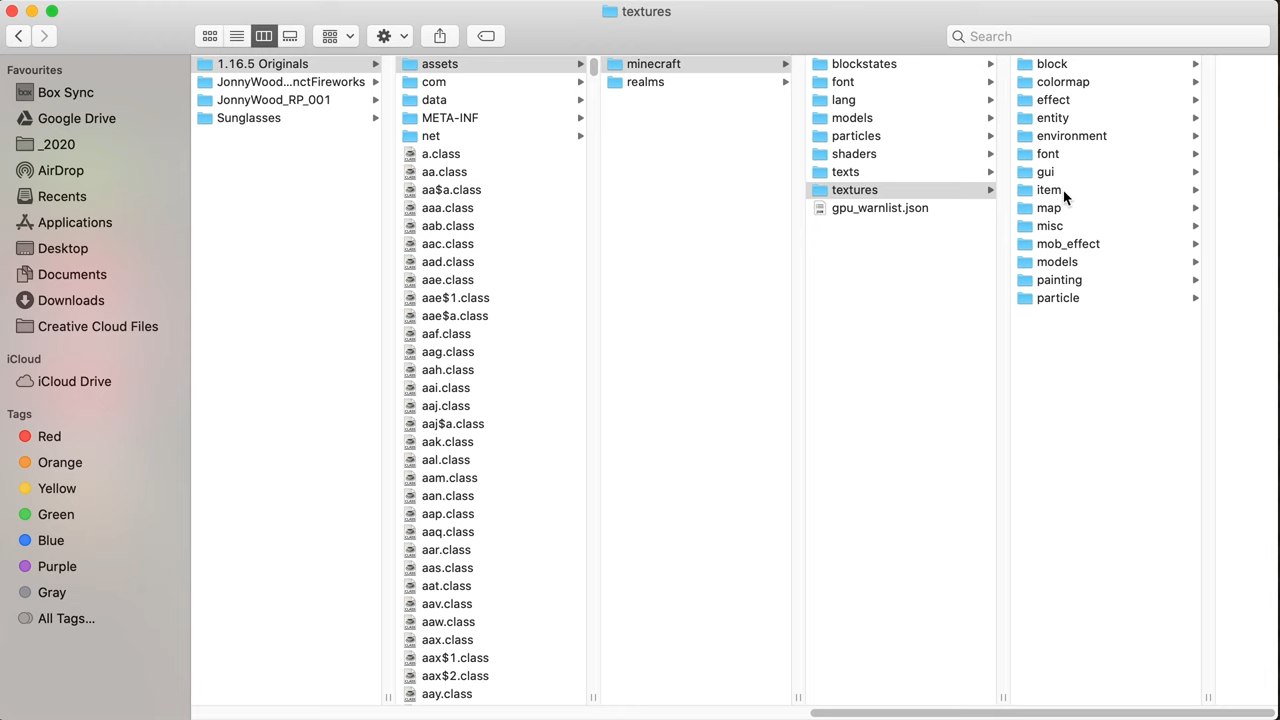 textures
Search
Favourites
Box Sync
Google Drive
_2020
AirDrop
Recents
Applications
Desktop
Documents
Downloads
Creative Cloud Files
iCloud
iCloud Drive
Tags
Red
Orange
Yellow
Green
Blue
Purple
Gray
All Tags...
1.16.5 Originals
JonnyWood...nctFireworks
JonnyWood_RP_001
Sunglasses
assets
com
data
META-INF
net
a.class
aa.class
aa$a.class
aaa.class
aab.class
aac.class
aad.class
aae.class
aae$1.class
aae$a.class
aaf.class
aag.class
aah.class
aai.class
aaj.class
aaj$a.class
aak.class
aal.class
aam.class
aan.class
aap.class
aaq.class
aar.class
aas.class
aat.class
aav.class
aaw.class
aax.class
aax$1.class
aax$2.class
aay.class
minecraft
realms
blockstates
font
lang
models
particles
shaders
texts
textures
gpu_warnlist.json
block
colormap
effect
entity
environment
font
gui
item
map
misc
mob_effect
models
painting
particle